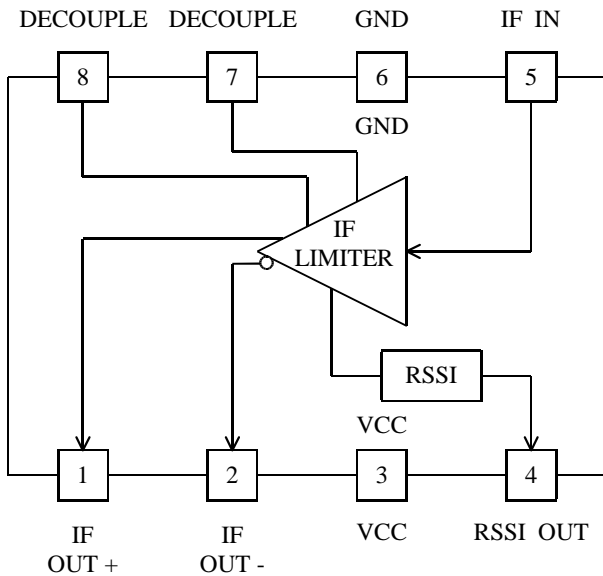 DECOUPLE DECOUPLE GND IF IN
8 7 6 5
GND
IF
LIMITER
RSSI
VCC
1 2 3 4
IF IF VCC RSSI OUT
OUT + OUT -